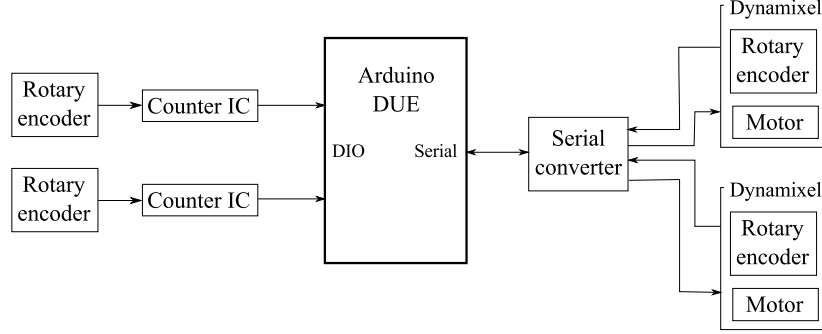 Rotary
encoder
Counter IC
Rotary
encoder
Counter IC
Arduino
DUE
DIO
Serial
Serial
converter
Dynamixel
Rotary
encoder
Motor
Dynamixel
Rotary
encoder
Motor